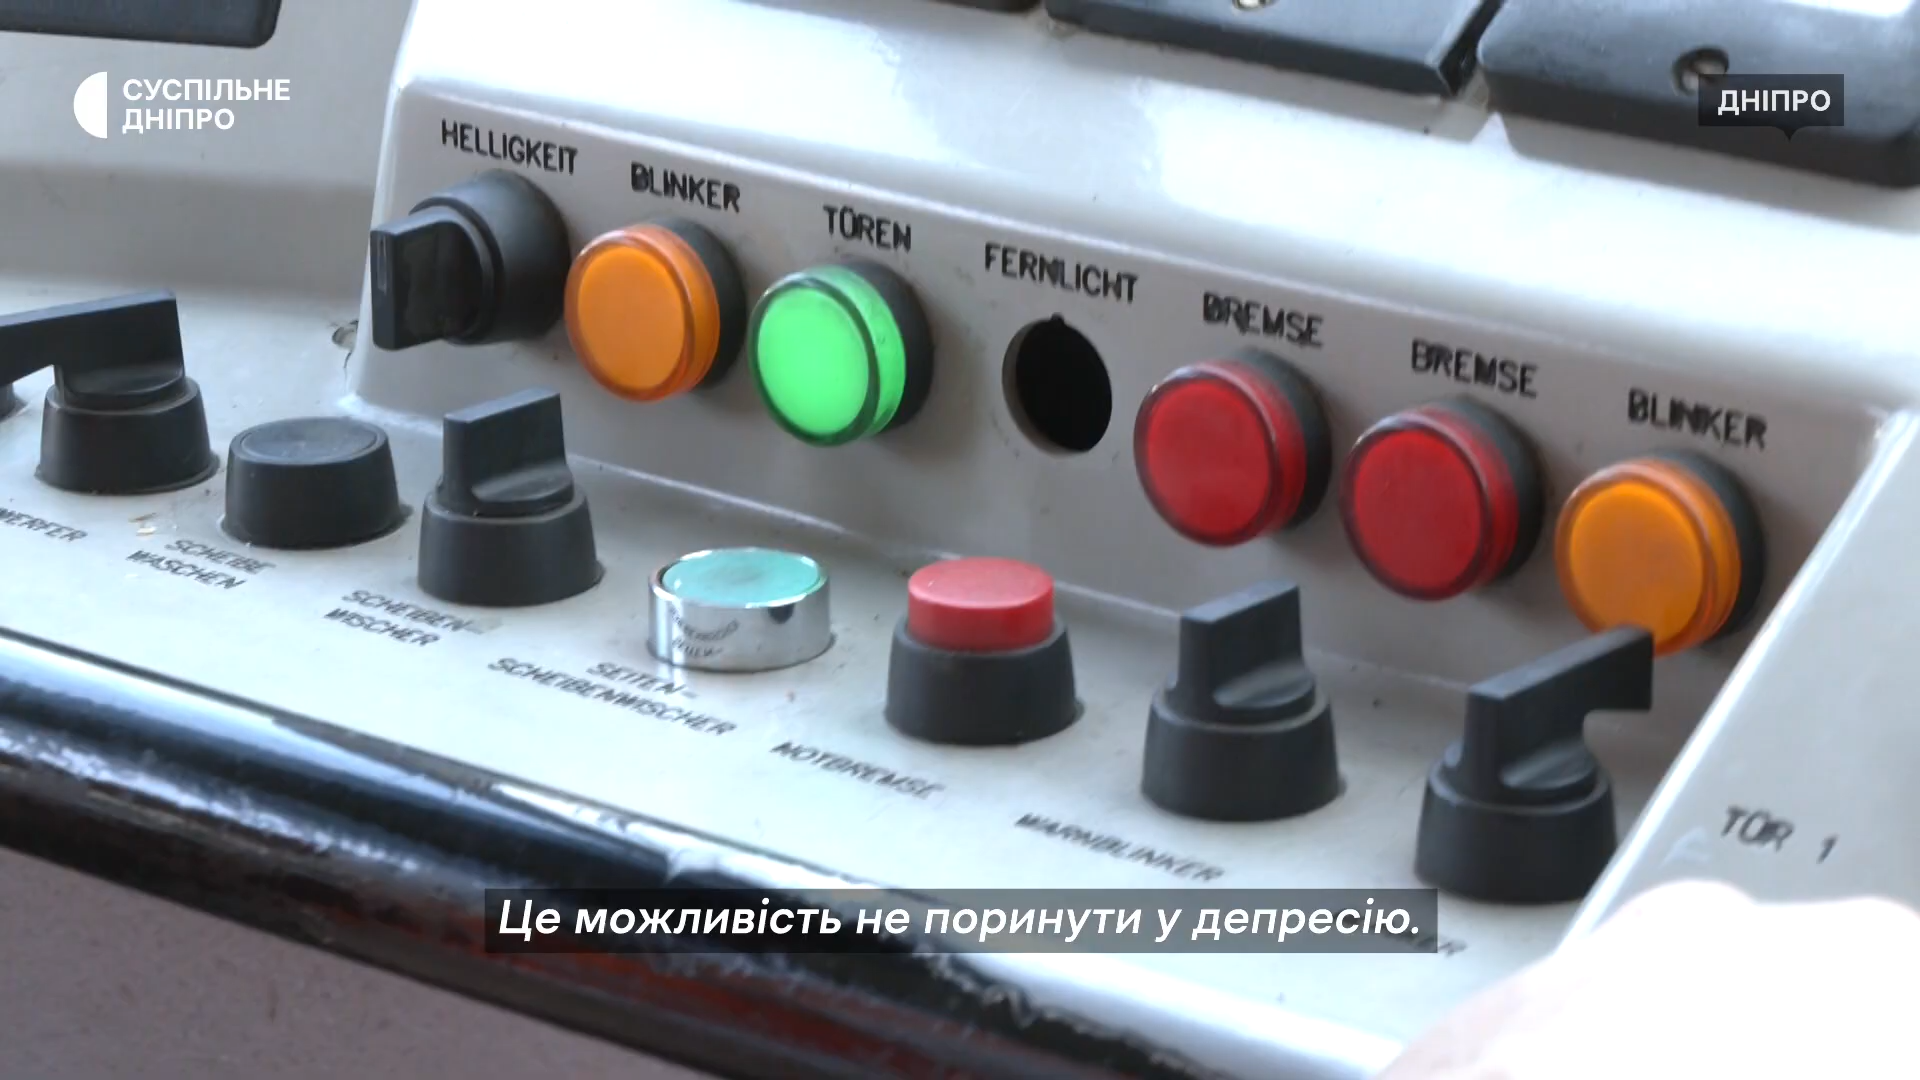 СУСПІЛЬНЕ
ДНІПРО
ДНІПРО
HELLIGKEIT
BLINKER
TÜREN
FERNLICHT
BREMSE
BREMSE
BLINKER
SCHEIBE
WASCHEN
SCHEIBEN-
WISCHER
SEITEN-
SCHEIBENWISCHER
NOTBREMSE
WARNBLINKER
TÜR 1
Це можливість не поринути у депресію.